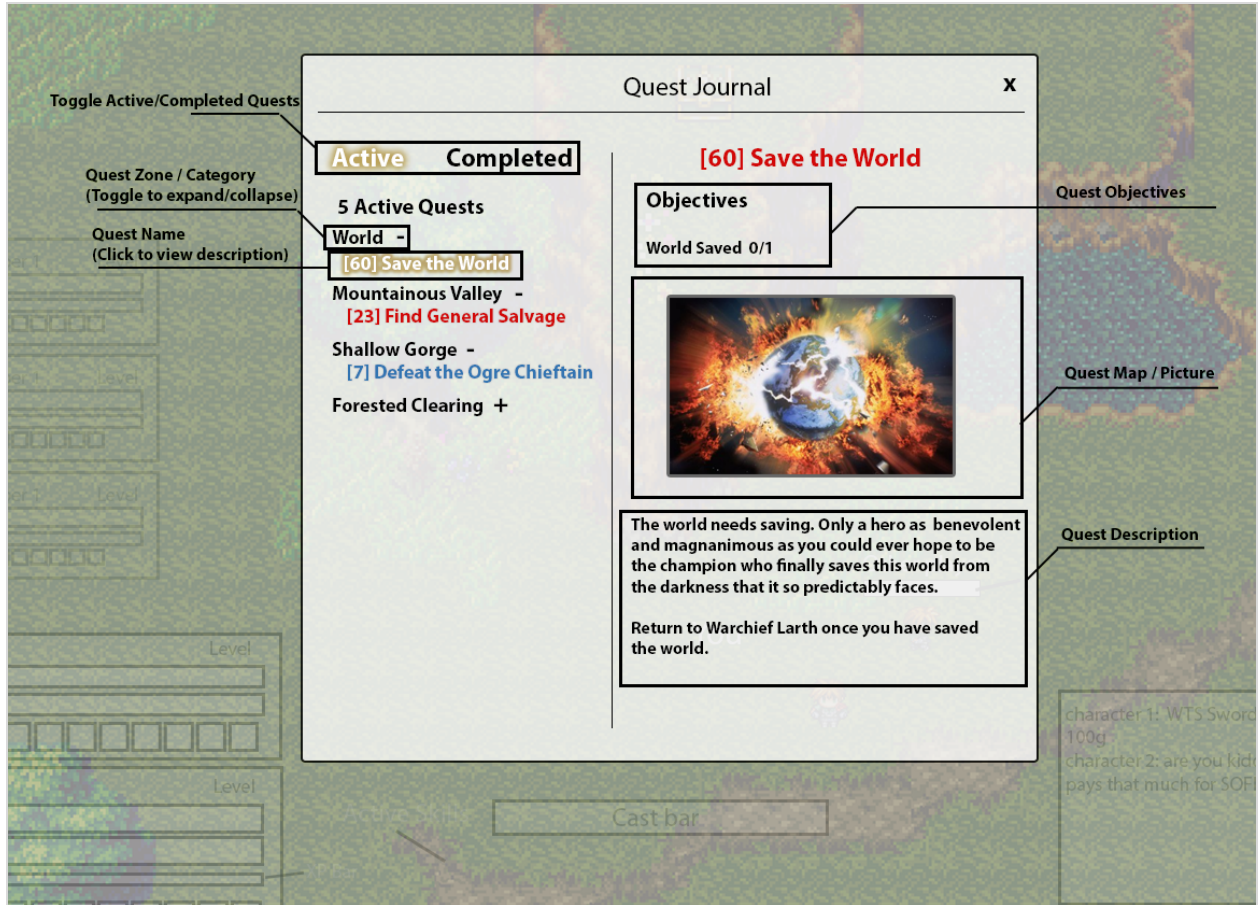 Quest Journal
x
Toggle Active/Completed Quests
Active Completed
Quest Zone / Category
(Toggle to expand/collapse)
Quest Name
(Click to view description)
5 Active Quests
World -
[60] Save the World
Mountainous Valley -
[23] Find General Salvage
Shallow Gorge -
[7] Defeat the Ogre Chieftain
Forested Clearing +
[60] Save the World
Objectives
World Saved 0/1
Quest Objectives
Quest Map / Picture
The world needs saving. Only a hero as benevolent
and magnanimous as you could ever hope to be
the champion who finally saves this world from
the darkness that it so predictably faces.
Return to Warchief Larth once you have saved
the world.
Quest Description
Level
Level
Level
Cast bar
character 1: WTS Sword
100g
character 2: are you
pays that much for